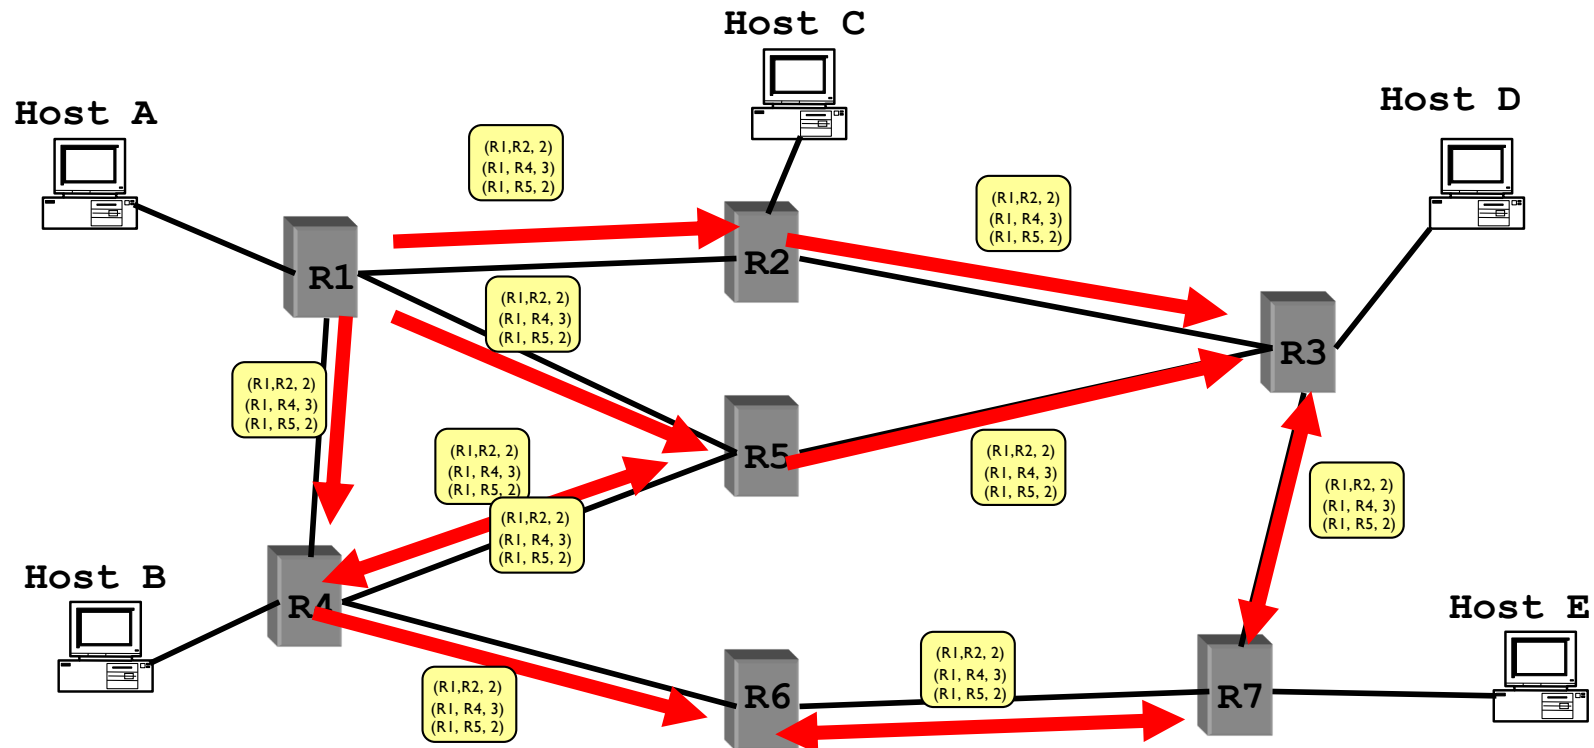 Host C
Host A
Host D
(R1,R2, 2)
(R1, R4, 3)
(R1, R5, 2)
(R1,R2, 2)
(R1, R4, 3)
(R1, R5, 2)
R1
R2
(R1,R2, 2)
(R1, R4, 3)
(R1, R5, 2)
R3
(R1,R2, 2)
(R1, R4, 3)
(R1, R5, 2)
(R1,R2, 2)
(R1, R4, 3)
(R1, R5, 2)
R5
(R1,R2, 2)
(R1, R4, 3)
(R1, R5, 2)
(R1,R2, 2)
(R1, R4, 3)
(R1, R5, 2)
(R1,R2, 2)
(R1, R4, 3)
(R1, R5, 2)
Host B
R4
Host E
(R1,R2, 2)
(R1, R4, 3)
(R1, R5, 2)
(R1,R2, 2)
(R1, R4, 3)
(R1, R5, 2)
R6
R7